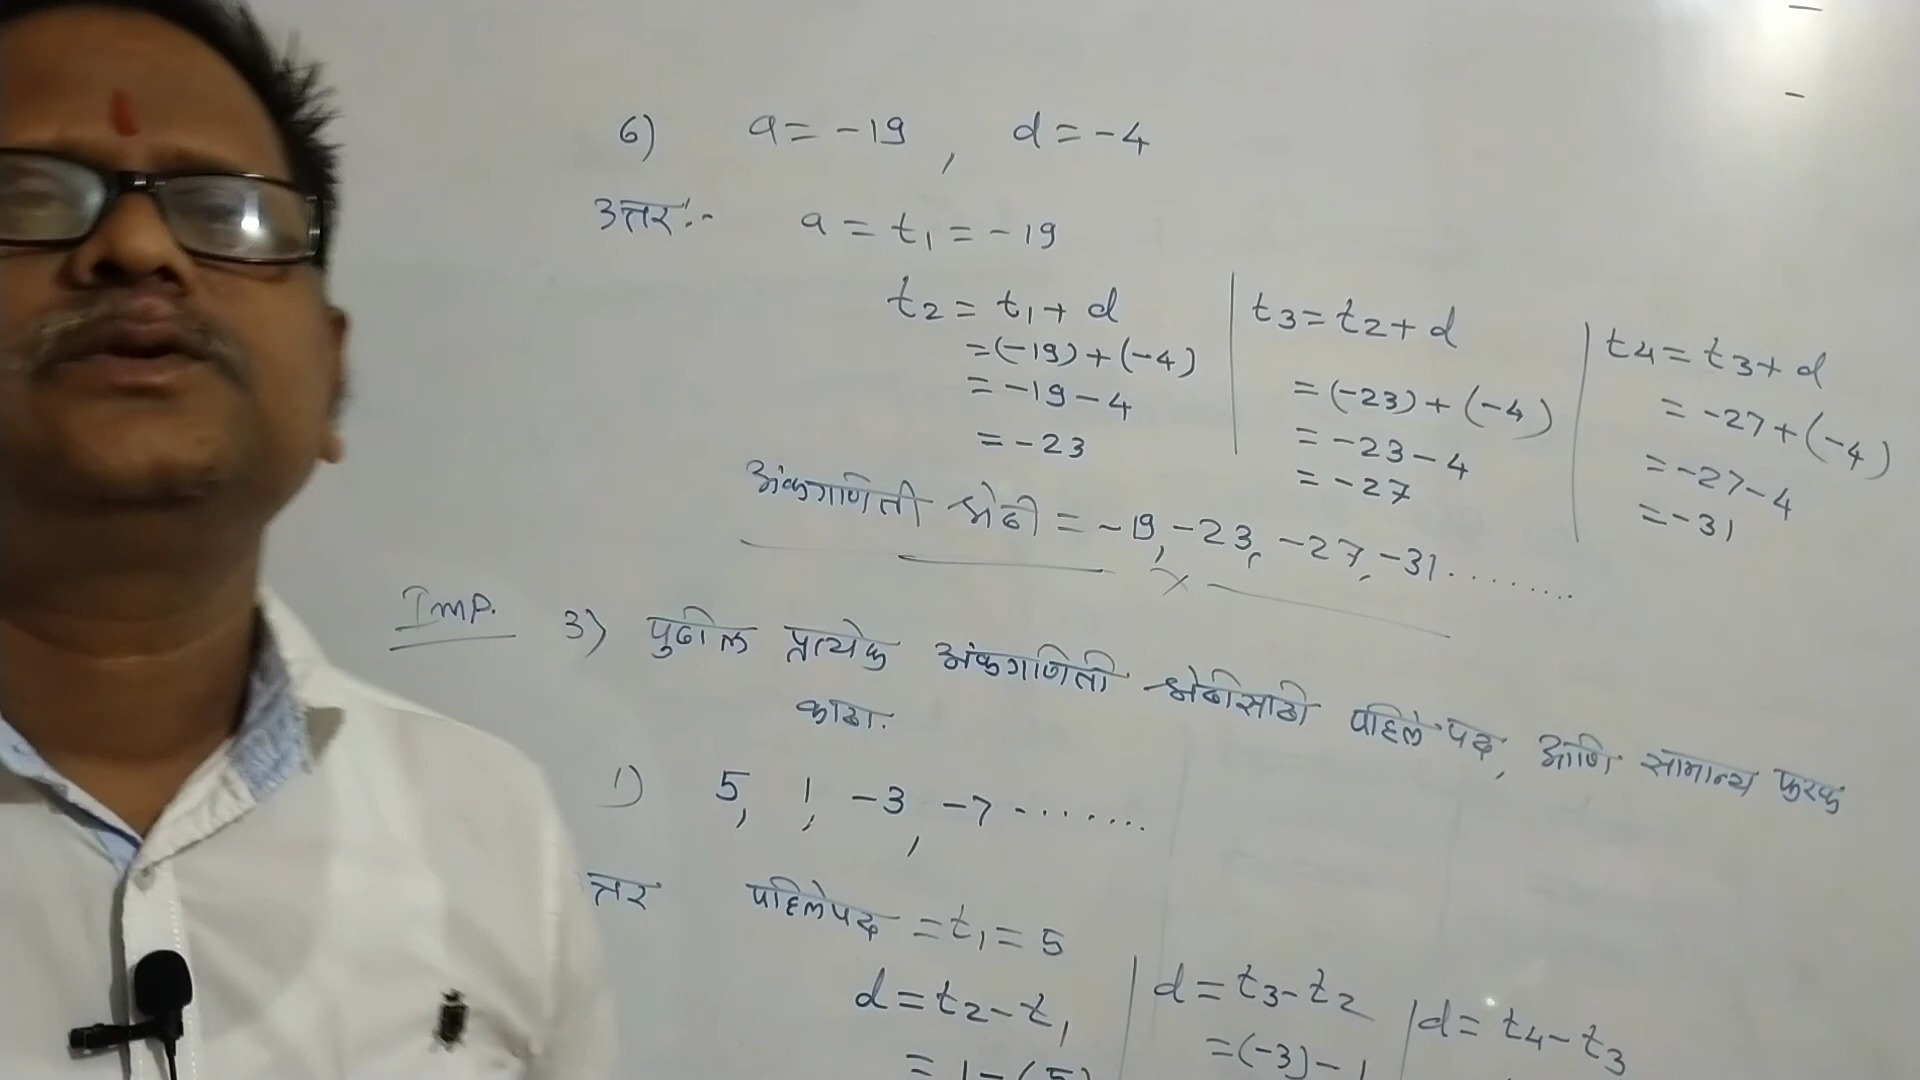 6) a = -19 , d = -4
उत्तर :- a = t1 = -19
t2 = t1 + d
= (-19) + (-4)
= -19 - 4
= -23
t3 = t2 + d
= (-23) + (-4)
= -23 - 4
= -27
t4 = t3 + d
= -27 + (-4)
= -27 - 4
= -31
अंकगणिती श्रेढी = -19, -23, -27, -31 ........
Imp. 3) पुढील प्रत्येक अंकगणिती श्रेढीसाठी पहिले पद, आणि सामान्य फरक
काढा.
1) 5, 1, -3, -7 .......
त्तर पहिले पद = t1 = 5
d = t2 - t1
= 1 - (5)
d = t3 - t2
= (-3) - 1
d = t4 - t3